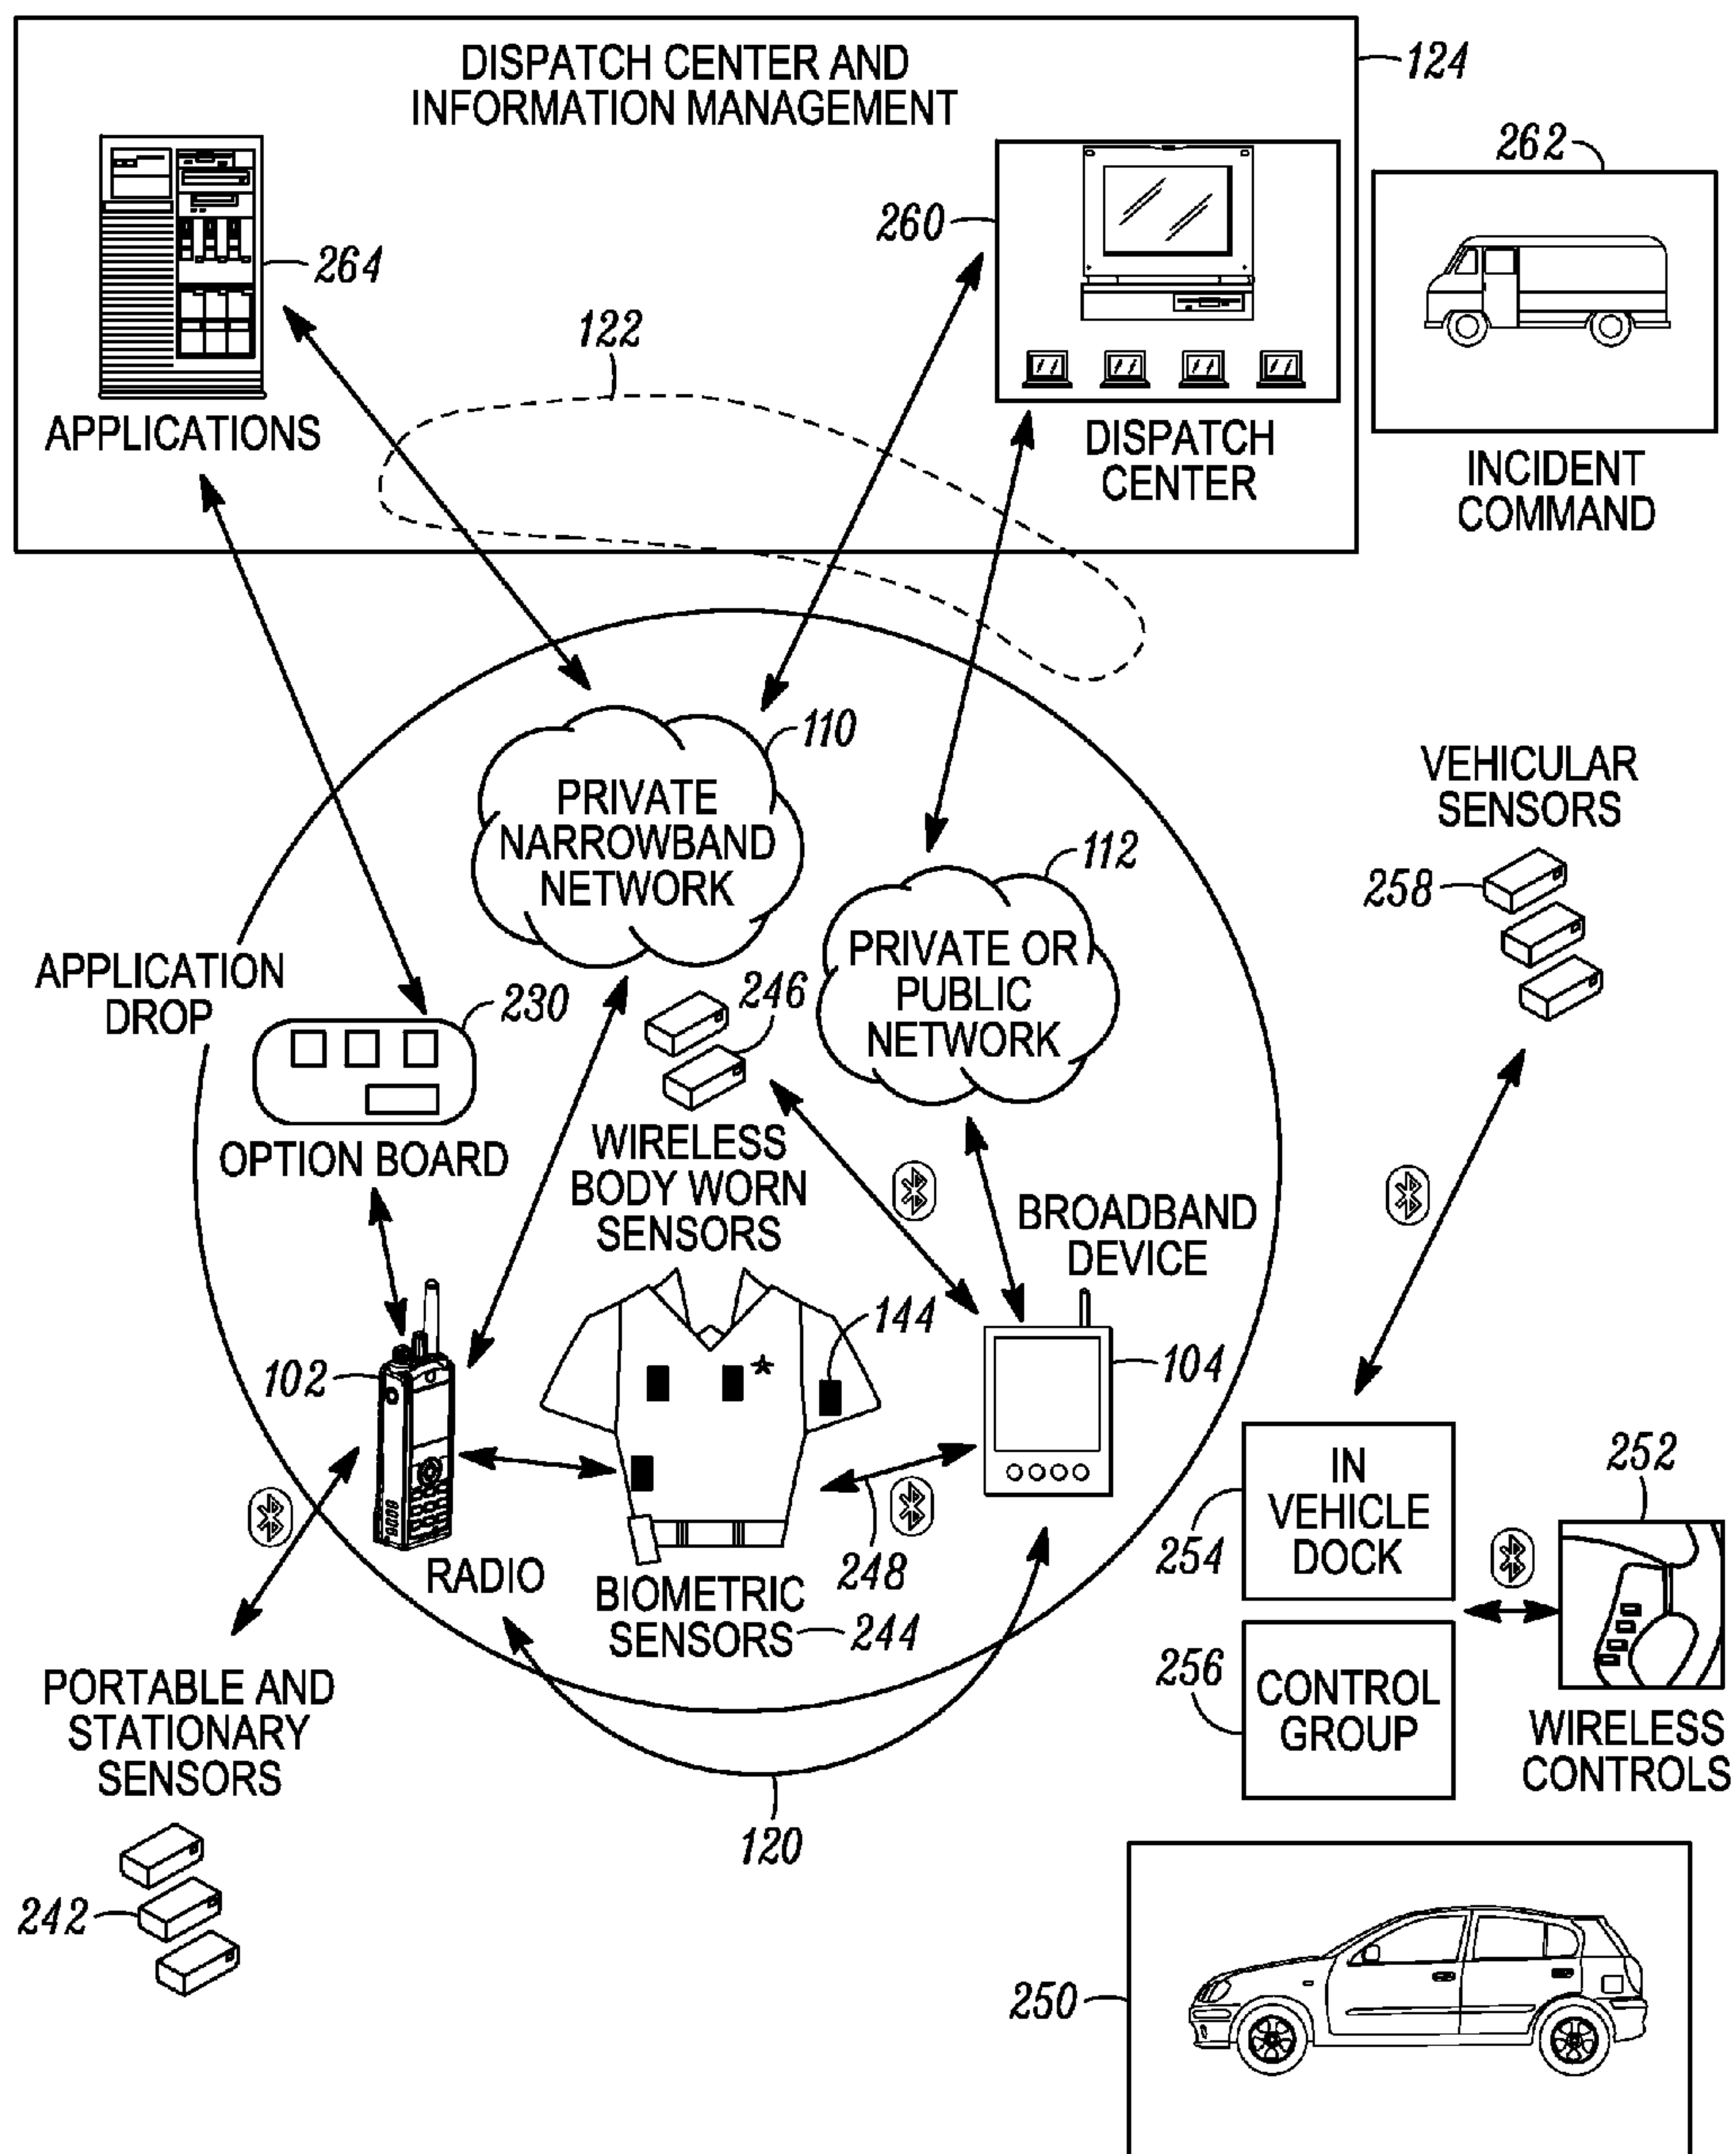 DISPATCH CENTER AND
INFORMATION MANAGEMENT
124
262
260
264
122
APPLICATIONS
DISPATCH
CENTER
INCIDENT
COMMAND
110
PRIVATE
NARROWBAND
NETWORK
VEHICULAR
SENSORS
112
258
PRIVATE OR
PUBLIC
NETWORK
APPLICATION
DROP
230
246
OPTION BOARD
WIRELESS
BODY WORN
SENSORS
BROADBAND
DEVICE
144
102
104
IN
VEHICLE
DOCK
252
254
248
RADIO
BIOMETRIC
SENSORS
244
256
CONTROL
GROUP
WIRELESS
CONTROLS
PORTABLE AND
STATIONARY
SENSORS
120
242
250